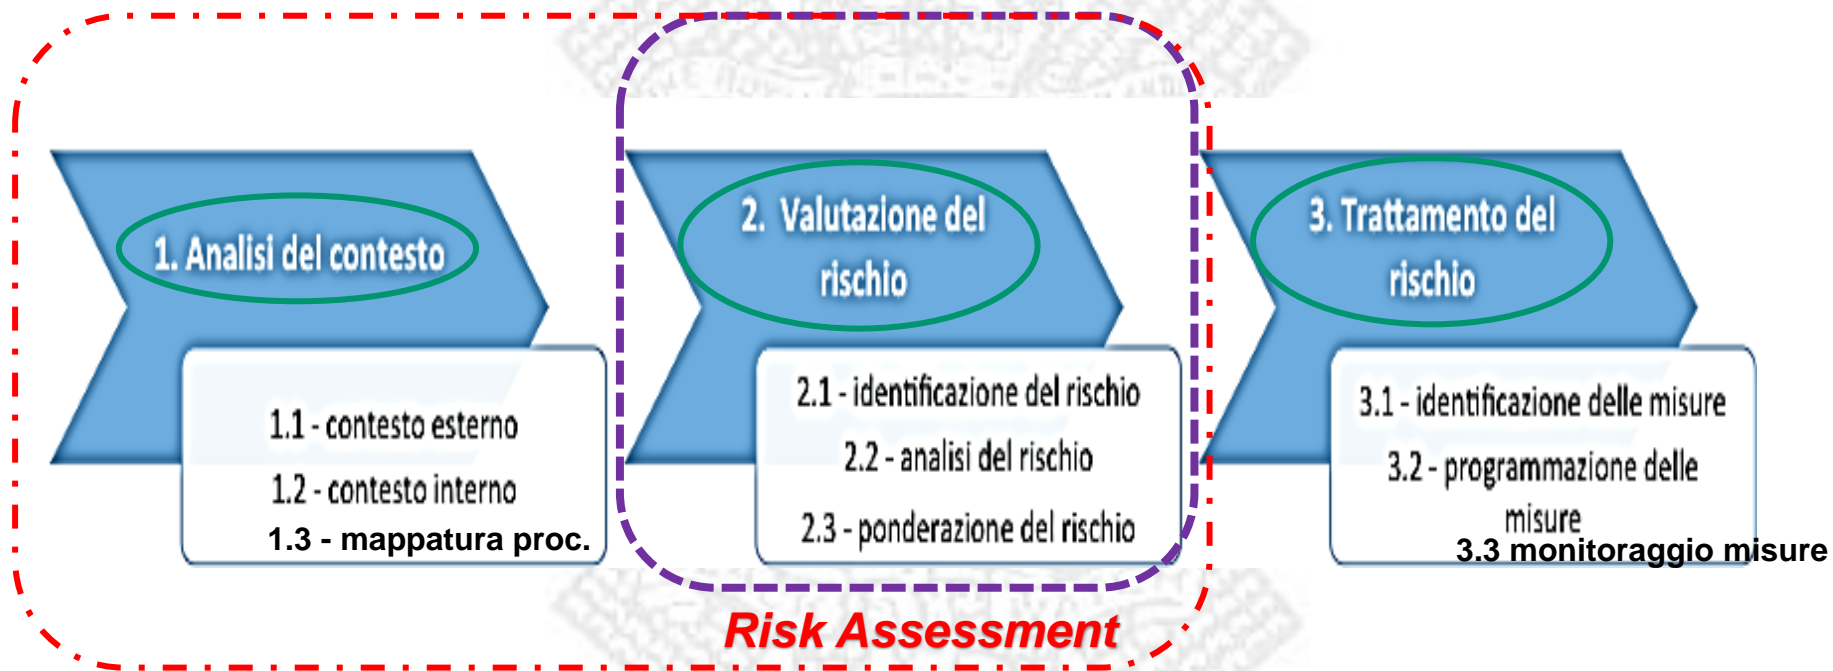 1. Analisi del contesto
1.1 - contesto esterno
1.2 - contesto interno
1.3 - mappatura proc.
2. Valutazione del
rischio
2.1 - identificazione del rischio
2.2 - analisi del rischio
2.3 - ponderazione del rischio
3. Trattamento del
rischio
3.1 - identificazione delle misure
3.2 - programmazione delle
misure
3.3 monitoraggio misure
Risk Assessment